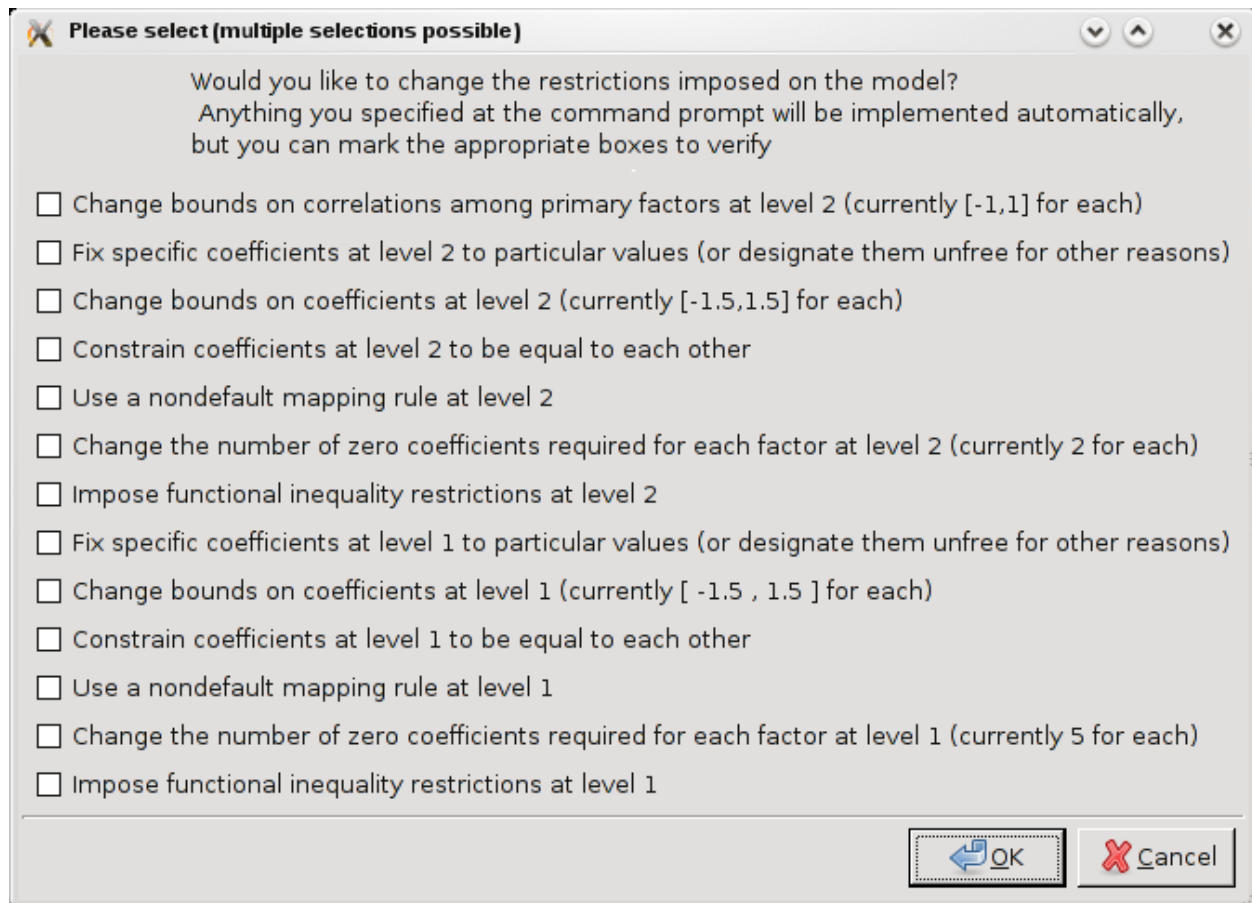 Please select (multiple selections possible)
Would you like to change the restrictions imposed on the model?
Anything you specified at the command prompt will be implemented automatically,
but you can mark the appropriate boxes to verify
Change bounds on correlations among primary factors at level 2 (currently [-1,1] for each)
Fix specific coefficients at level 2 to particular values (or designate them unfree for other reasons)
Change bounds on coefficients at level 2 (currently [-1.5,1.5] for each)
Constrain coefficients at level 2 to be equal to each other
Use a nondefault mapping rule at level 2
Change the number of zero coefficients required for each factor at level 2 (currently 2 for each)
Impose functional inequality restrictions at level 2
Fix specific coefficients at level 1 to particular values (or designate them unfree for other reasons)
Change bounds on coefficients at level 1 (currently [ -1.5 , 1.5 ] for each)
Constrain coefficients at level 1 to be equal to each other
Use a nondefault mapping rule at level 1
Change the number of zero coefficients required for each factor at level 1 (currently 5 for each)
Impose functional inequality restrictions at level 1
OK Cancel